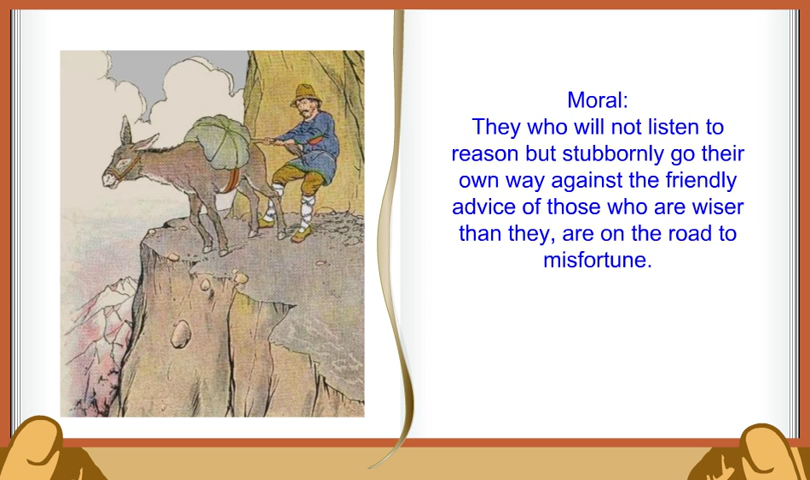 Moral:
They who will not listen to
reason but stubbornly go their
own way against the friendly
advice of those who are wiser
than they, are on the road to
misfortune.